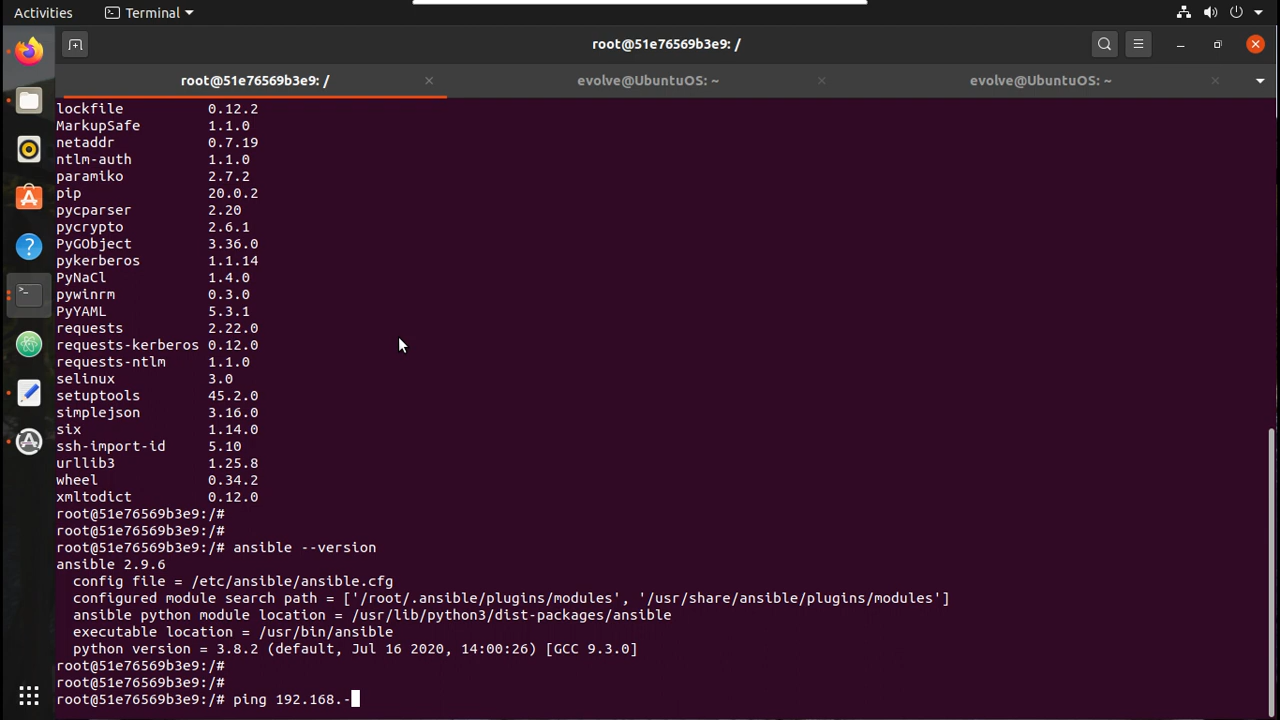 Activities
Terminal
root@51e76569b3e9: /
root@51e76569b3e9: /
evolve@UbuntuOS: ~
evolve@UbuntuOS: ~
lockfile 0.12.2
MarkupSafe 1.1.0
netaddr 0.7.19
ntlm-auth 1.1.0
paramiko 2.7.2
pip 20.0.2
pycparser 2.20
pycrypto 2.6.1
PyGObject 3.36.0
pykerberos 1.1.14
PyNaCl 1.4.0
pywinrm 0.3.0
PyYAML 5.3.1
requests 2.22.0
requests-kerberos 0.12.0
requests-ntlm 1.1.0
selinux 3.0
setuptools 45.2.0
simplejson 3.16.0
six 1.14.0
ssh-import-id 5.10
urllib3 1.25.8
wheel 0.34.2
xmltodict 0.12.0
root@51e76569b3e9:/#
root@51e76569b3e9:/#
root@51e76569b3e9:/# ansible --version
ansible 2.9.6
config file = /etc/ansible/ansible.cfg
configured module search path = ['/root/.ansible/plugins/modules', '/usr/share/ansible/plugins/modules']
ansible python module location = /usr/lib/python3/dist-packages/ansible
executable location = /usr/bin/ansible
python version = 3.8.2 (default, Jul 16 2020, 14:00:26) [GCC 9.3.0]
root@51e76569b3e9:/#
root@51e76569b3e9:/#
root@51e76569b3e9:/# ping 192.168.-